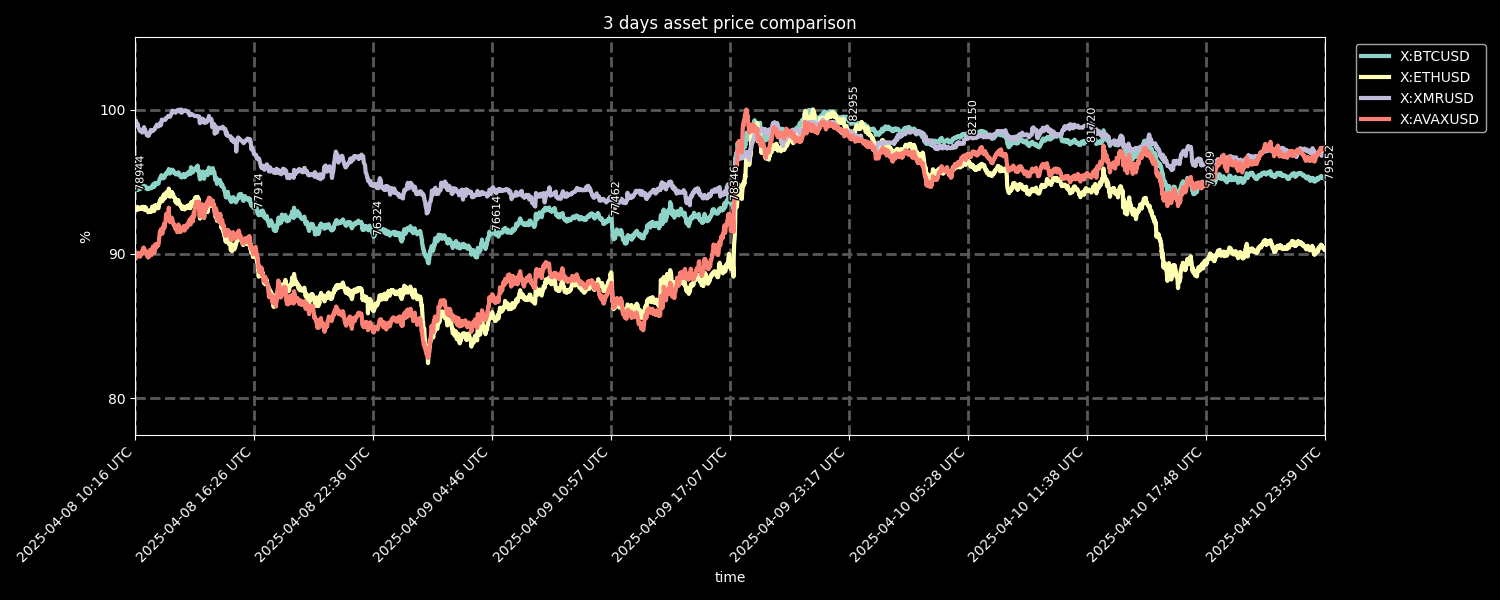 3 days asset price comparison
X:BTCUSD
X:ETHUSD
X:XMRUSD
X:AVAXUSD
100
90
80
%
78944
77914
76324
76614
77462
78346
82955
82150
81720
79209
79552
2025-04-08 10:16 UTC
2025-04-08 16:26 UTC
2025-04-08 22:36 UTC
2025-04-09 04:46 UTC
2025-04-09 10:57 UTC
2025-04-09 17:07 UTC
2025-04-09 23:17 UTC
2025-04-10 05:28 UTC
2025-04-10 11:38 UTC
2025-04-10 17:48 UTC
2025-04-10 23:59 UTC
time